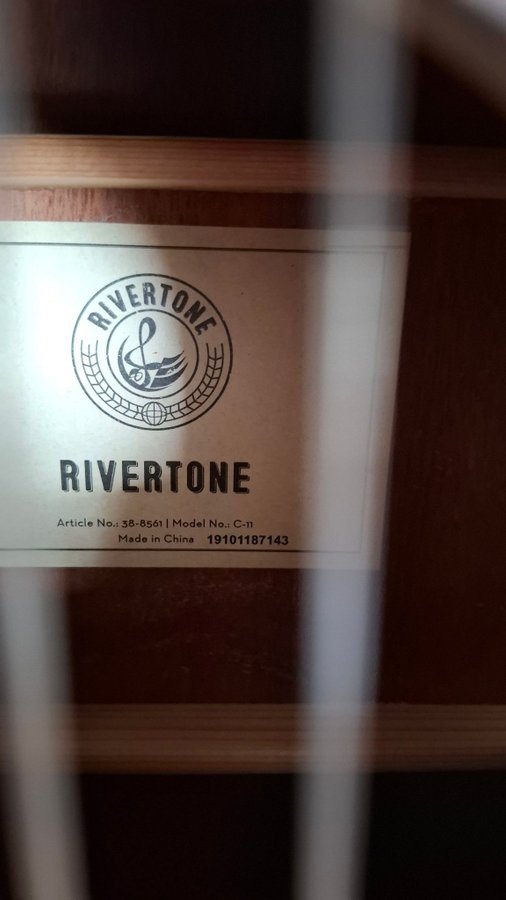 RIVERTONE
RIVERTONE
Article No.: 38-8561 | Model No.: C-11
Made in China 19101187143